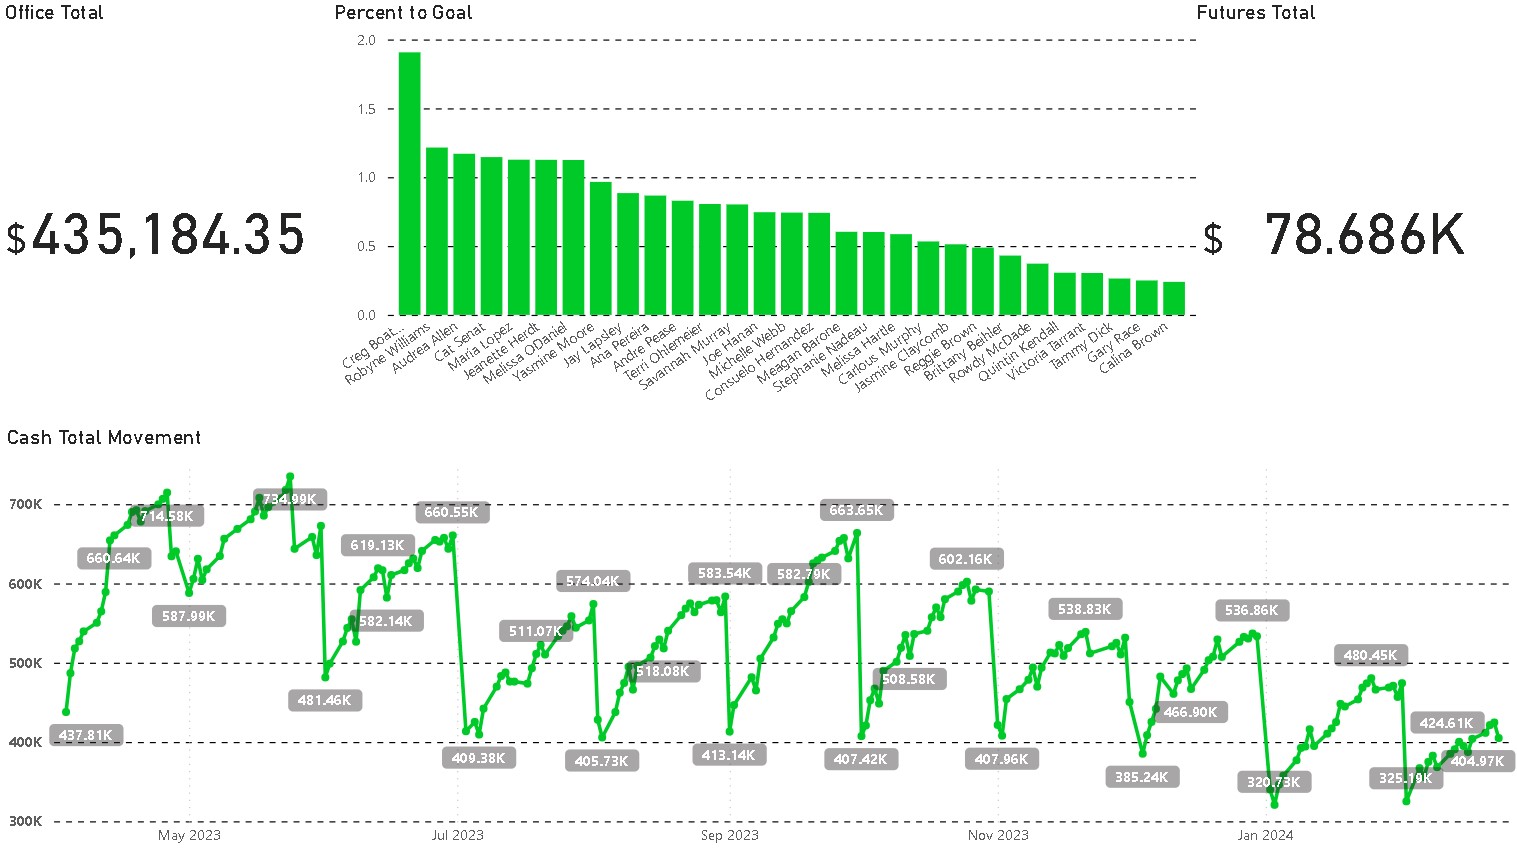 Office Total
$435,184.35
Percent to Goal
2.0
1.5
1.0
0.5
0.0
Creg Boat...
Robyne Williams
Audrea Allen
Cat Senat
Maria Lopez
Jeanette Herdt
Melissa ODaniel
Yasmine Moore
Jay Lapsley
Ana Pereira
Andre Pease
Terri Ohlemeier
Savannah Murray
Joe Hanan
Michelle Webb
Consuelo Hernandez
Meagan Barone
Stephanie Nadeau
Melissa Hartle
Carlous Murphy
Jasmine Claycomb
Reggie Brown
Brittany Beihler
Rowdy McDade
Quintin Kendall
Victoria Tarrant
Tammy Dick
Gary Race
Calina Brown
Futures Total
$ 78.686K
Cash Total Movement
700K
600K
500K
400K
300K
437.81K
660.64K
714.58K
587.99K
734.99K
481.46K
619.13K
582.14K
660.55K
409.38K
511.07K
574.04K
405.73K
518.08K
583.54K
413.14K
582.79K
663.65K
407.42K
508.58K
602.16K
407.96K
538.83K
385.24K
466.90K
536.86K
320.73K
480.45K
325.19K
424.61K
404.97K
May 2023
Jul 2023
Sep 2023
Nov 2023
Jan 2024